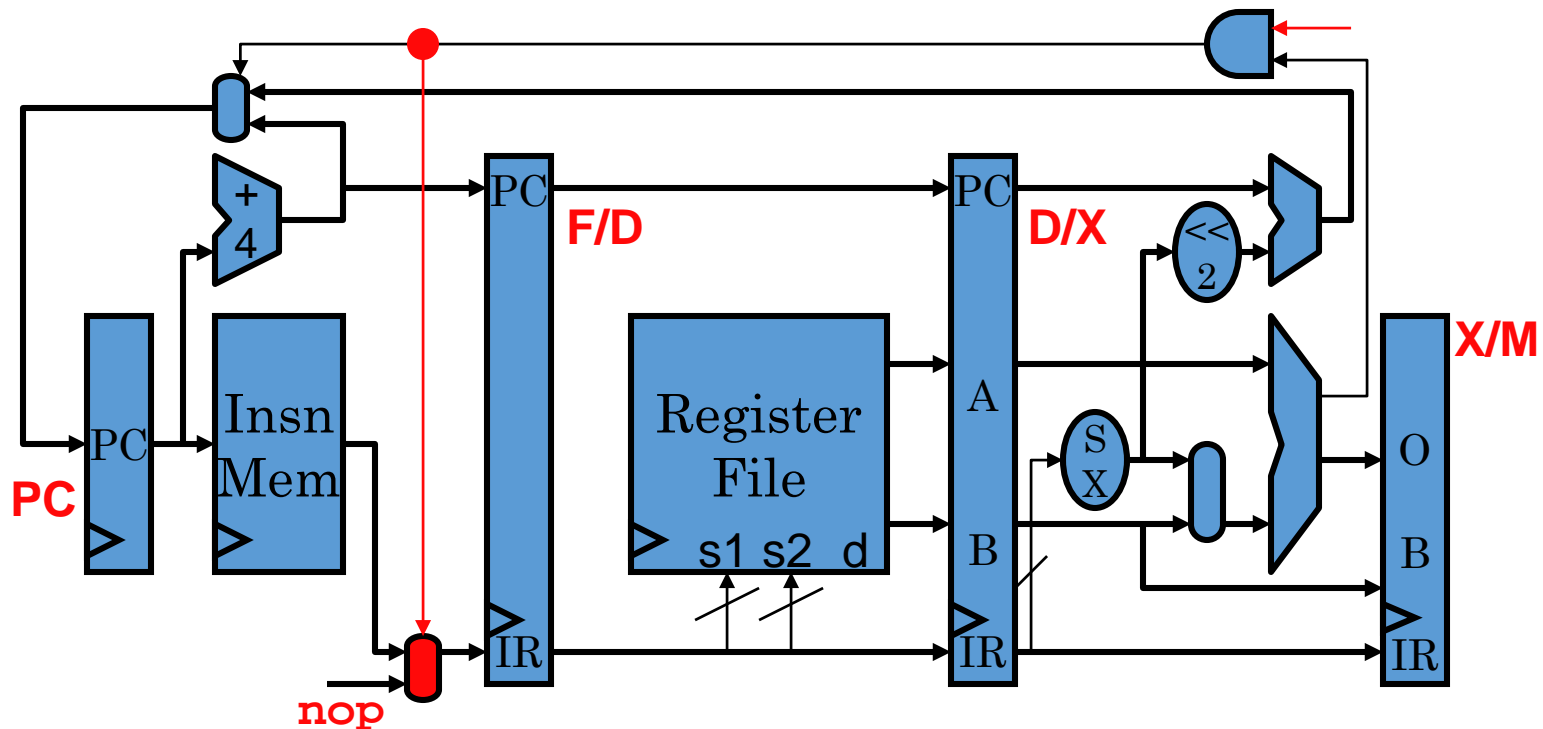 +
4
PC
F/D
PC
D/X
<<
2
X/M
PC
PC
Insn
Mem
Register
File
s1 s2 d
A
B
S
X
O
B
IR
IR
IR
nop